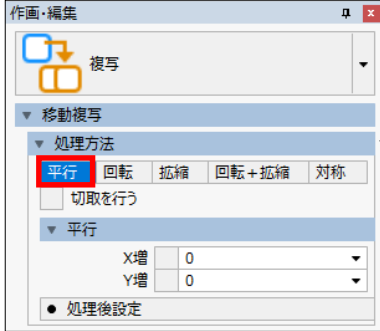 作画・編集
複写
移動複写
処理方法
平行 回転 拡縮 回転+拡縮 対称
切取を行う
平行
X増 0
Y増 0
処理後設定